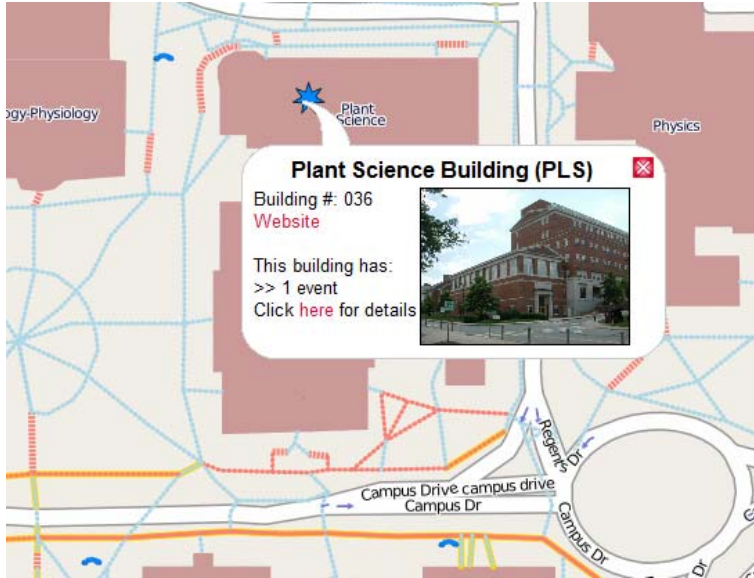 ogy-Physiology
Plant
Science
Physics
Plant Science Building (PLS)
Building #: 036
Website
This building has:
>> 1 event
Click here for details
Regents Dr
Campus Drive campus drive
Campus Dr
Campus Dr
Dr